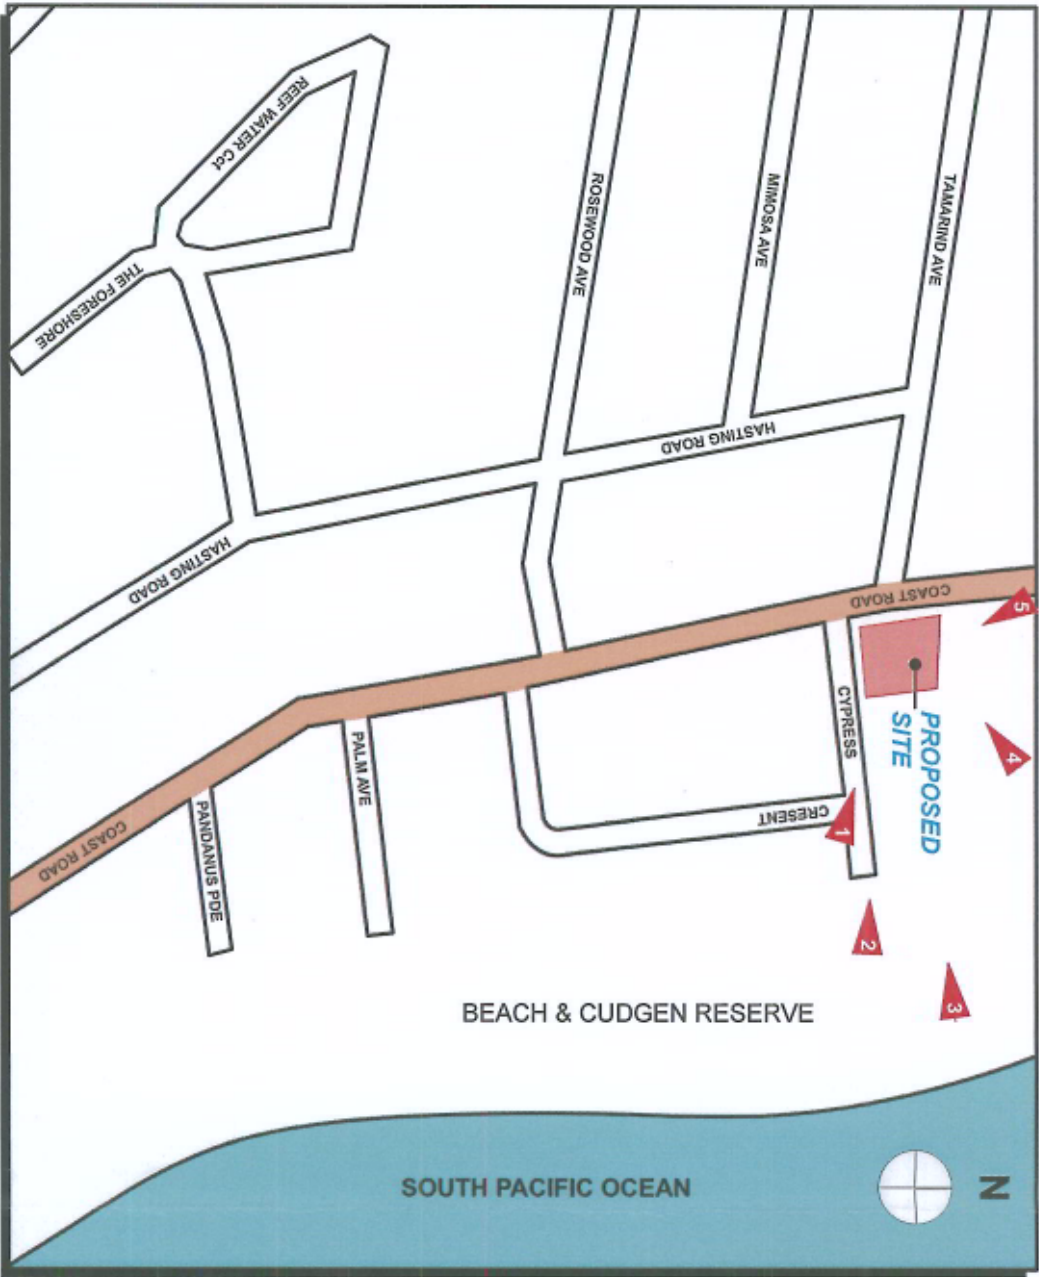 REEF WATER Cct
THE FORESHORE
ROSEWOOD AVE
MIMOSA AVE
TAMARIND AVE
HASTING ROAD
HASTING ROAD
COAST ROAD
5
PROPOSED
SITE
4
CYPRESS
CRESENT
1
PALM AVE
PANDANUS PDE
COAST ROAD
2
3
BEACH & CUDGEN RESERVE
SOUTH PACIFIC OCEAN
N